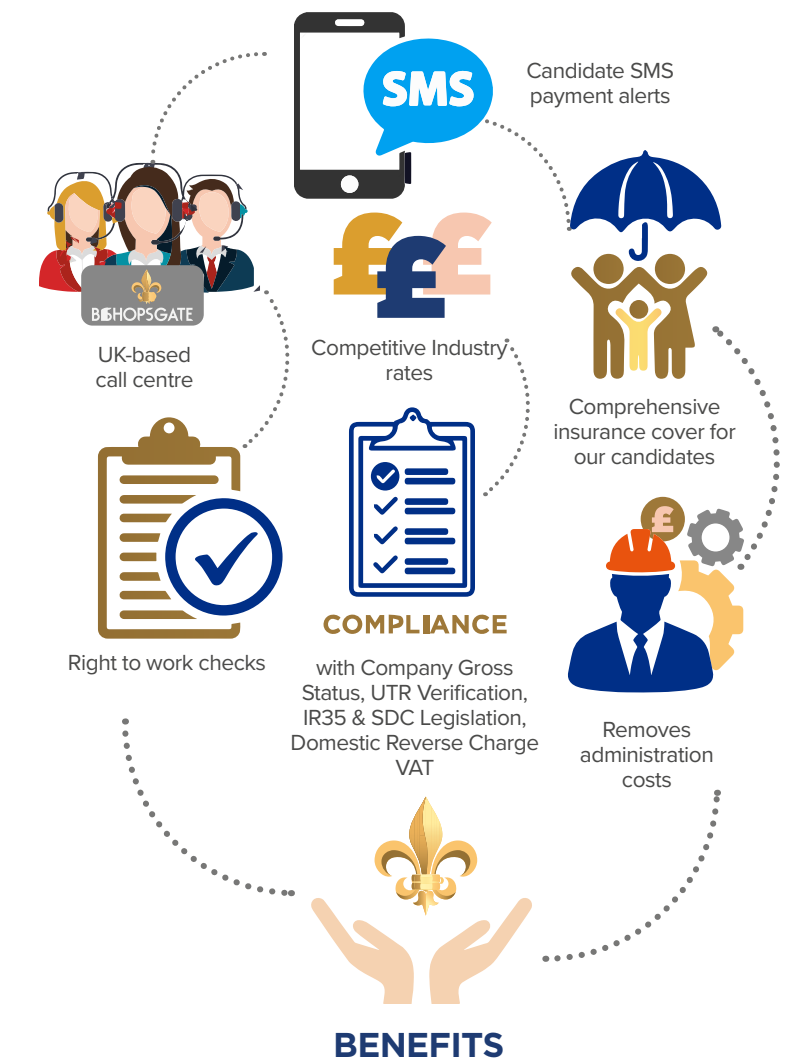 SMS
Candidate SMS
payment alerts
BISHOPSGATE
UK-based
call centre
£ £ £
Competitive Industry
rates
Comprehensive
insurance cover for
our candidates
Right to work checks
COMPLIANCE
with Company Gross
Status, UTR Verification,
IR35 & SDC Legislation,
Domestic Reverse Charge
VAT
£
Removes
administration
costs
BENEFITS